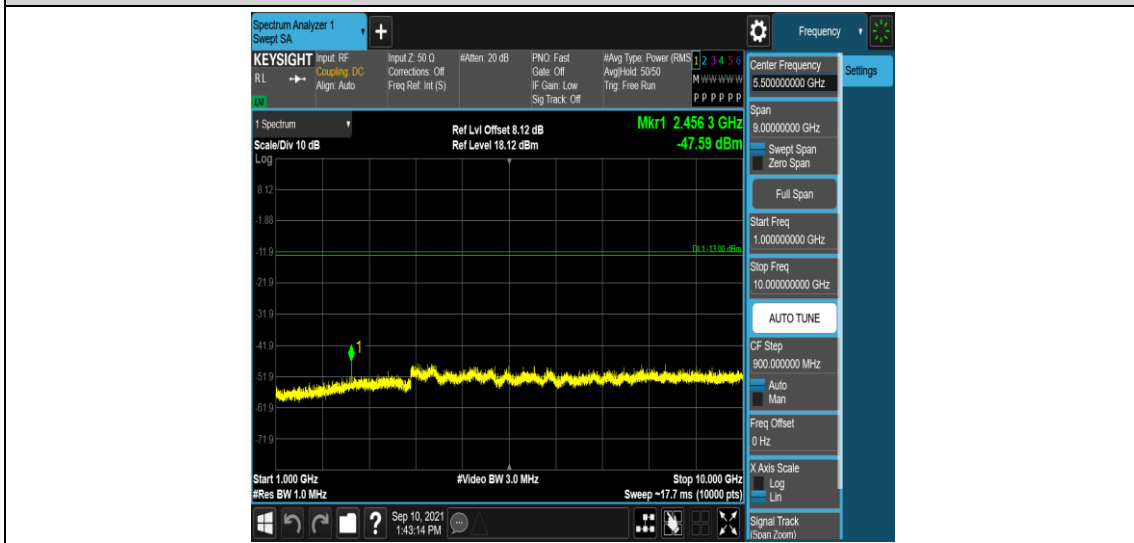 Spectrum Analyzer 1
Swept SA
+
Frequency
KEYSIGHT
RL
LXI
Input: RF
Coupling: DC
Align: Auto
Input Z: 50 Ω
Corrections: Off
Freq Ref: Int (S)
#Atten: 20 dB
PNO: Fast
Gate: Off
IF Gain: Low
Sig Track: Off
#Avg Type: Power (RMS
Avg|Hold: 50/50
Trig: Free Run
1 2 3 4 5 6
M W W W W W
P P P P P P
1 Spectrum
Scale/Div 10 dB
Ref Lvl Offset 8.12 dB
Ref Level 18.12 dBm
Mkr1 2.456 3 GHz
-47.59 dBm
Log
8.12
-1.88
-11.9
DL1 -13.00 dBm
-21.9
-31.9
-41.9
1
-51.9
-61.9
-71.9
Start 1.000 GHz
#Res BW 1.0 MHz
#Video BW 3.0 MHz
Stop 10.000 GHz
Sweep ~17.7 ms (10000 pts)
?
Sep 10, 2021
1:43:14 PM
Center Frequency
5.500000000 GHz
Settings
Span
9.00000000 GHz
Swept Span
Zero Span
Full Span
Start Freq
1.000000000 GHz
Stop Freq
10.000000000 GHz
AUTO TUNE
CF Step
900.000000 MHz
Auto
Man
Freq Offset
0 Hz
X Axis Scale
Log
Lin
Signal Track
(Span Zoom)